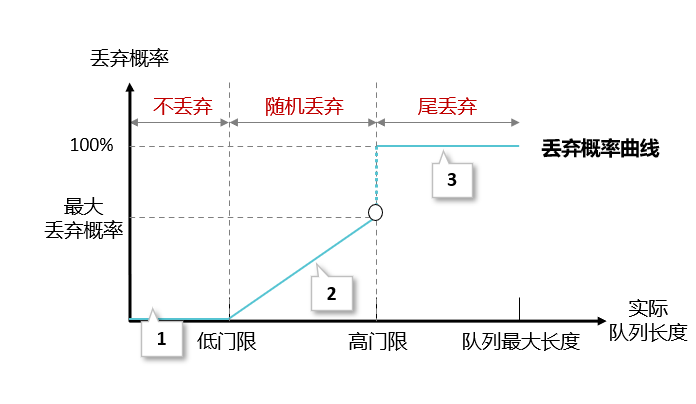 丢弃概率
不丢弃
随机丢弃
尾丢弃
100%
丢弃概率曲线
3
最大
丢弃概率
2
1
低门限
高门限
队列最大长度
实际
队列长度